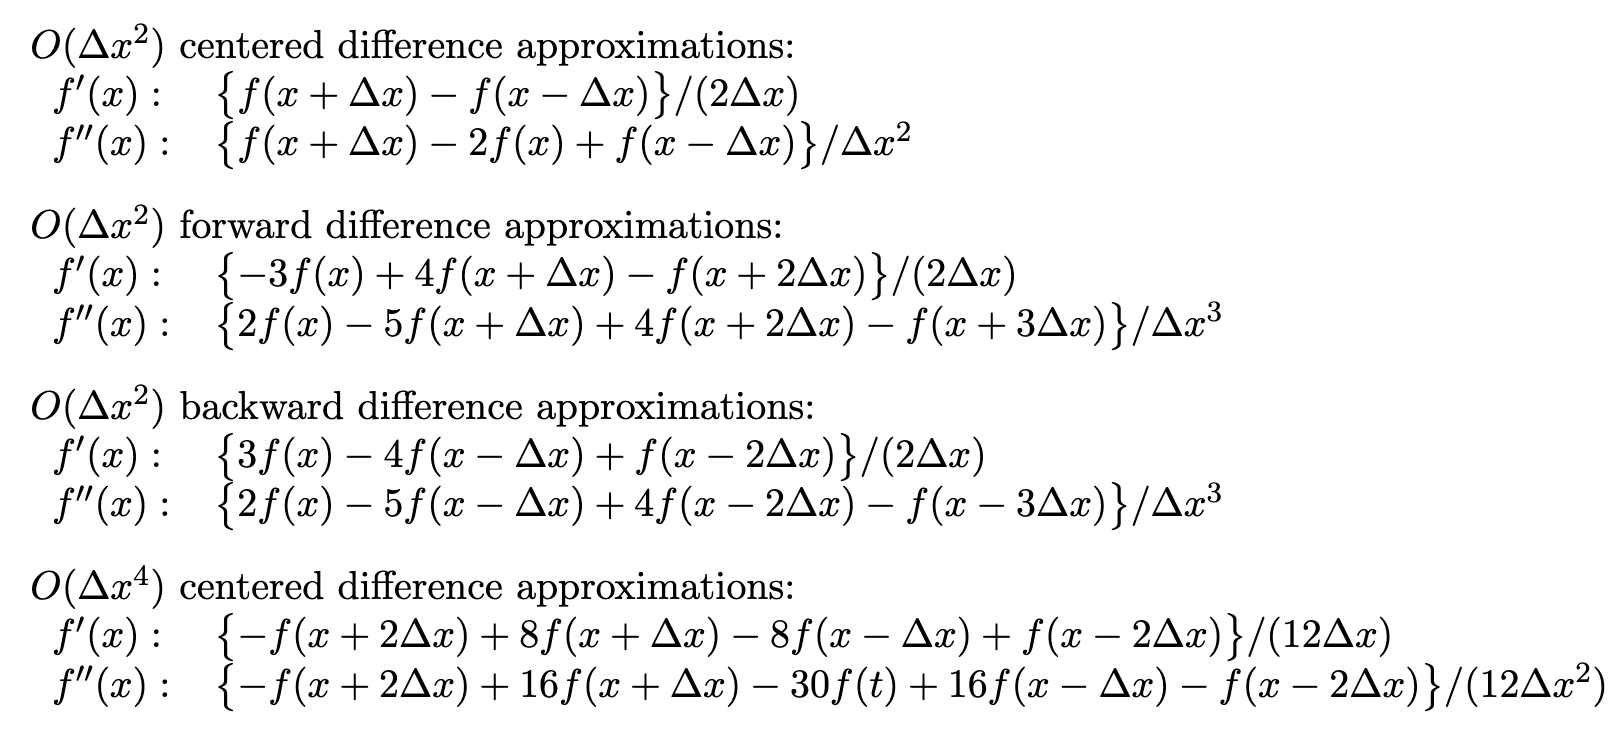 O(Δx²) centered difference approximations:
f′(x) : {f(x + Δx) − f(x − Δx)}/(2Δx)
f″(x) : {f(x + Δx) − 2f(x) + f(x − Δx)}/Δx²
O(Δx²) forward difference approximations:
f′(x) : {−3f(x) + 4f(x + Δx) − f(x + 2Δx)}/(2Δx)
f″(x) : {2f(x) − 5f(x + Δx) + 4f(x + 2Δx) − f(x + 3Δx)}/Δx³
O(Δx²) backward difference approximations:
f′(x) : {3f(x) − 4f(x − Δx) + f(x − 2Δx)}/(2Δx)
f″(x) : {2f(x) − 5f(x − Δx) + 4f(x − 2Δx) − f(x − 3Δx)}/Δx³
O(Δx⁴) centered difference approximations:
f′(x) : {−f(x + 2Δx) + 8f(x + Δx) − 8f(x − Δx) + f(x − 2Δx)}/(12Δx)
f″(x) : {−f(x + 2Δx) + 16f(x + Δx) − 30f(t) + 16f(x − Δx) − f(x − 2Δx)}/(12Δx²)